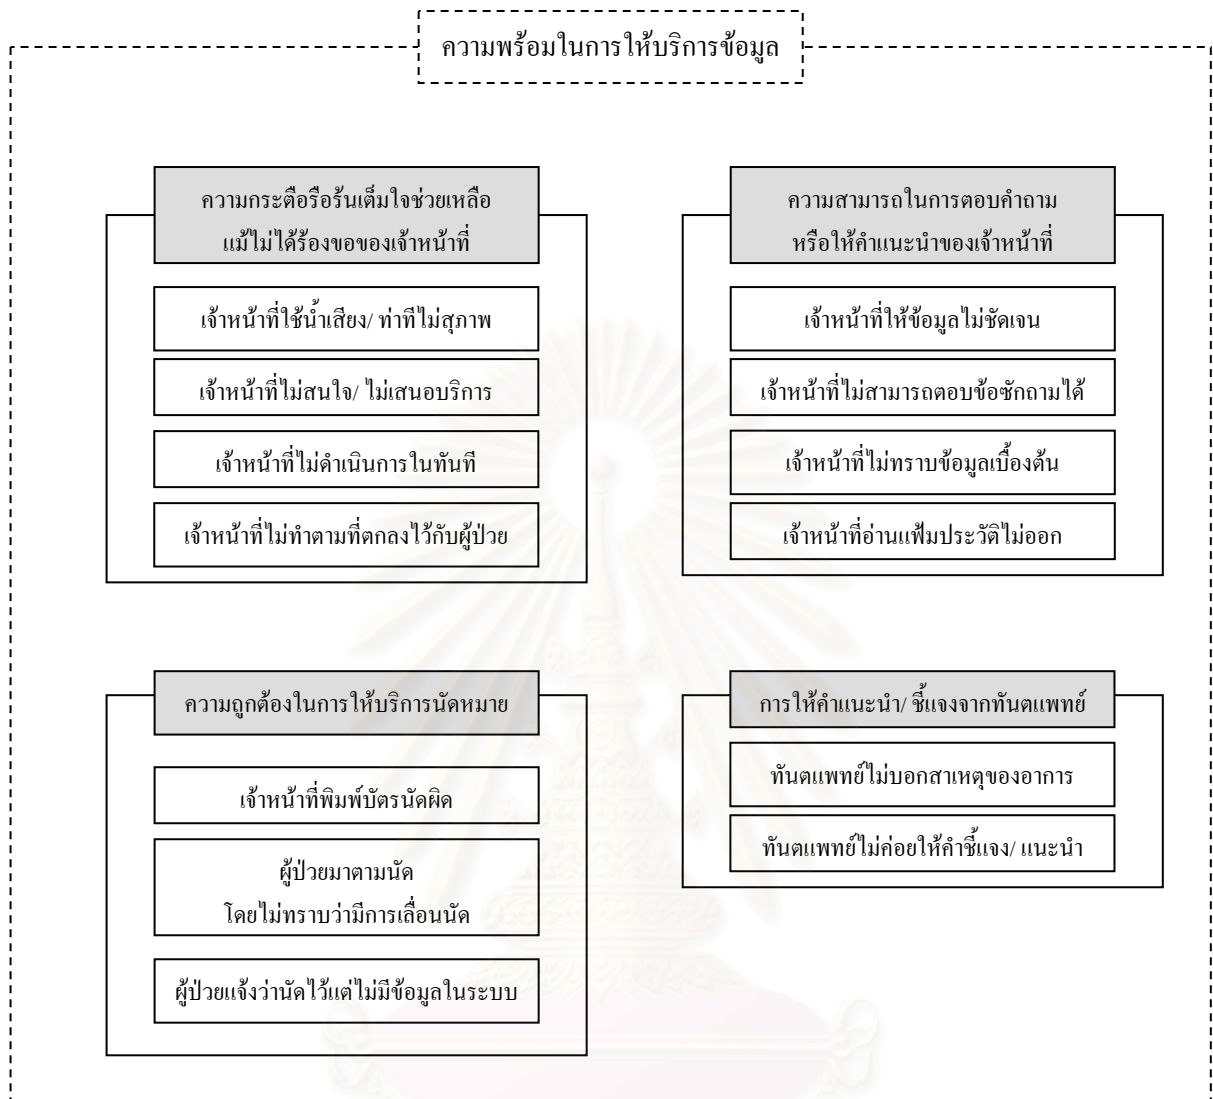 ความพร้อมในการให้บริการข้อมูล
ความกระตือรือร้นเต็มใจช่วยเหลือ
แม้ไม่ได้ร้องขอของเจ้าหน้าที่
เจ้าหน้าที่ใช้น้ำเสียง/ ท่าทีไม่สุภาพ
เจ้าหน้าที่ไม่สนใจ/ ไม่เสนอบริการ
เจ้าหน้าที่ไม่ดำเนินการในทันที
เจ้าหน้าที่ไม่ทำตามที่ตกลงไว้กับผู้ป่วย
ความสามารถในการตอบคำถาม
หรือให้คำแนะนำของเจ้าหน้าที่
เจ้าหน้าที่ให้ข้อมูลไม่ชัดเจน
เจ้าหน้าที่ไม่สามารถตอบข้อซักถามได้
เจ้าหน้าที่ไม่ทราบข้อมูลเบื้องต้น
เจ้าหน้าที่อ่านแฟ้มประวัติไม่ออก
ความถูกต้องในการให้บริการนัดหมาย
เจ้าหน้าที่พิมพ์บัตรนัดผิด
ผู้ป่วยมาตามนัด
โดยไม่ทราบว่ามีการเลื่อนนัด
ผู้ป่วยแจ้งว่านัดไว้แต่ไม่มีข้อมูลในระบบ
การให้คำแนะนำ/ ชี้แจงจากทันตแพทย์
ทันตแพทย์ไม่บอกสาเหตุของอาการ
ทันตแพทย์ไม่ค่อยให้คำชี้แจง/ แนะนำ